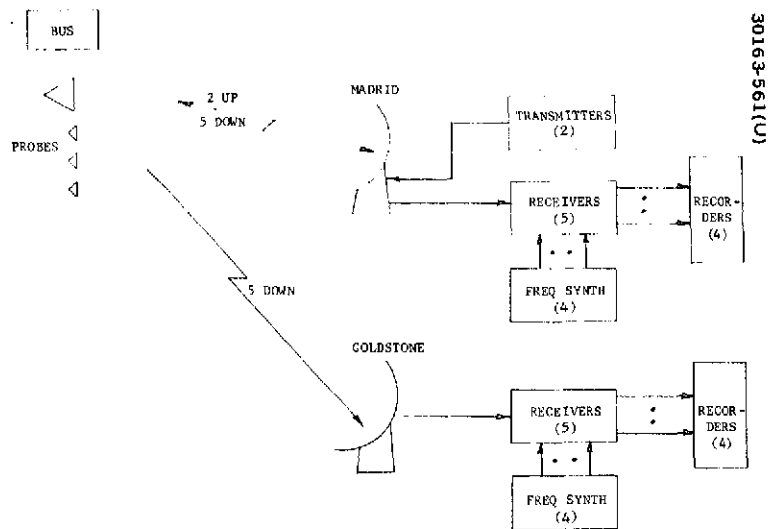 30163-561(U)
BUS
PROBES
2 UP
5 DOWN
MADRID
TRANSMITTERS
(2)
RECEIVERS
(5)
RECOR-
DERS
(4)
FREQ SYNTH
(4)
5 DOWN
GOLDSTONE
RECEIVERS
(5)
RECOR-
DERS
(4)
FREQ SYNTH
(4)